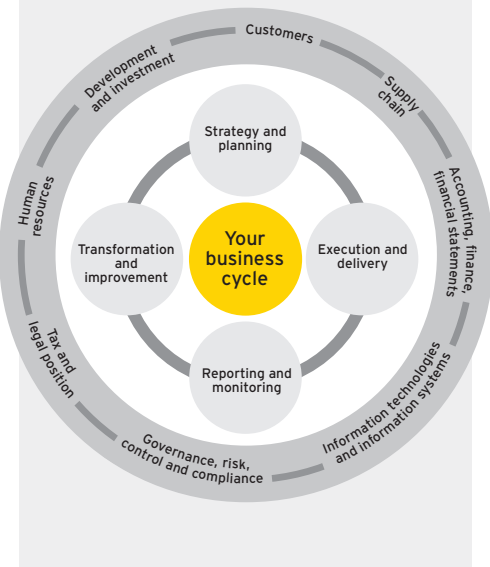 Customers
Supply
chain
Accounting, finance,
financial statements
Information technologies
and information systems
Governance, risk,
control and compliance
Tax and
legal position
Human
resources
Development
and investment
Strategy and
planning
Execution and
delivery
Reporting and
monitoring
Transformation
and
improvement
Your
business
cycle